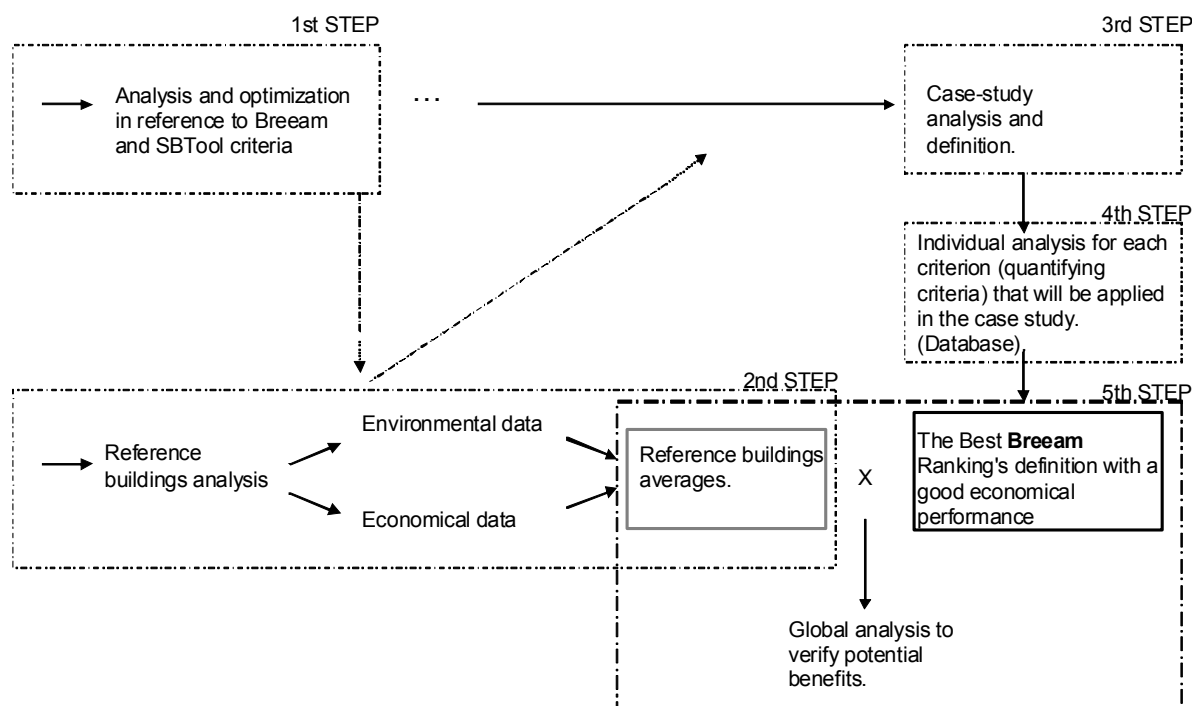 1st STEP
Analysis and optimization
in reference to Breeam
and SBTool criteria
...
3rd STEP
Case-study
analysis and
definition.
4th STEP
Individual analysis for each
criterion (quantifying
criteria) that will be applied
in the case study.
(Database)
2nd STEP
Reference
buildings analysis
Environmental data
Economical data
Reference buildings
averages.
X
5th STEP
The Best Breeam
Ranking's definition with a
good economical
performance
Global analysis to
verify potential
benefits.